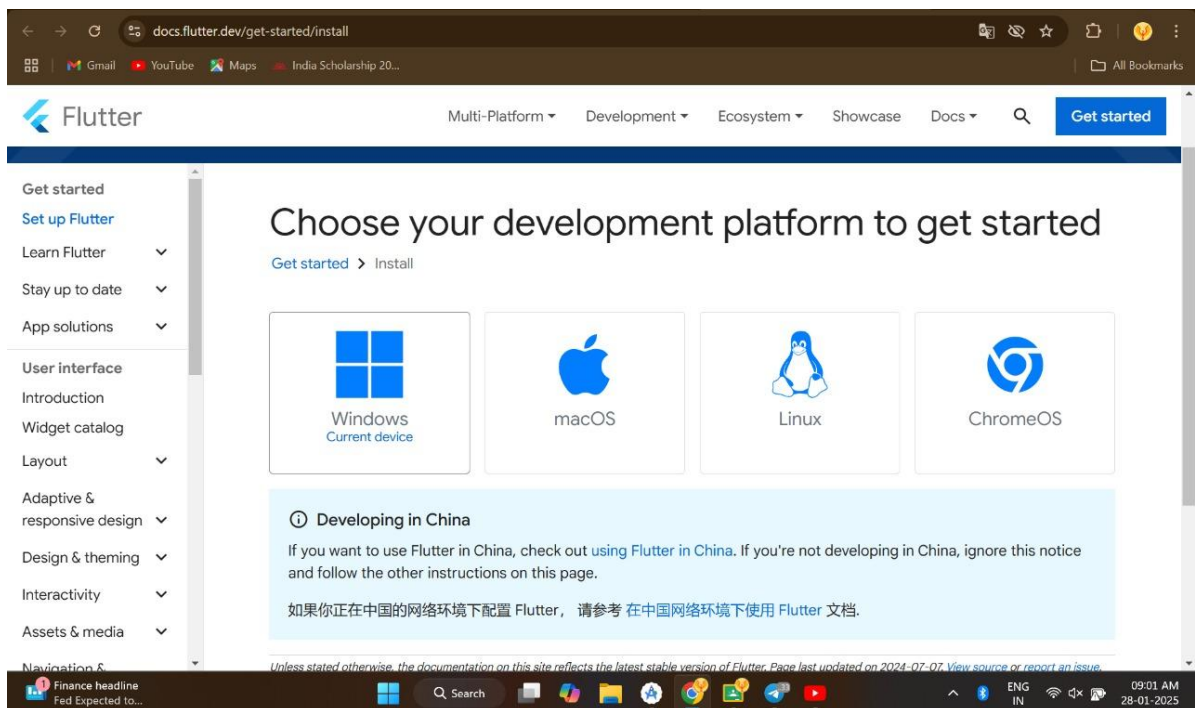 docs.flutter.dev/get-started/install
Gmail YouTube Maps India Scholarship 20... All Bookmarks
Flutter Multi-Platform Development Ecosystem Showcase Docs Get started
Get started
Set up Flutter
Learn Flutter
Stay up to date
App solutions
User interface
Introduction
Widget catalog
Layout
Adaptive &
responsive design
Design & theming
Interactivity
Assets & media
Navigation &
Choose your development platform to get started
Get started > Install
Windows
Current device
macOS
Linux
ChromeOS
Developing in China
If you want to use Flutter in China, check out using Flutter in China. If you're not developing in China, ignore this notice
and follow the other instructions on this page.
如果你正在中国的网络环境下配置 Flutter， 请参考 在中国网络环境下使用 Flutter 文档.
Unless stated otherwise, the documentation on this site reflects the latest stable version of Flutter. Page last updated on 2024-07-07. View source or report an issue.
1
Finance headline
Fed Expected to...
Search
ENG
IN
09:01 AM
28-01-2025